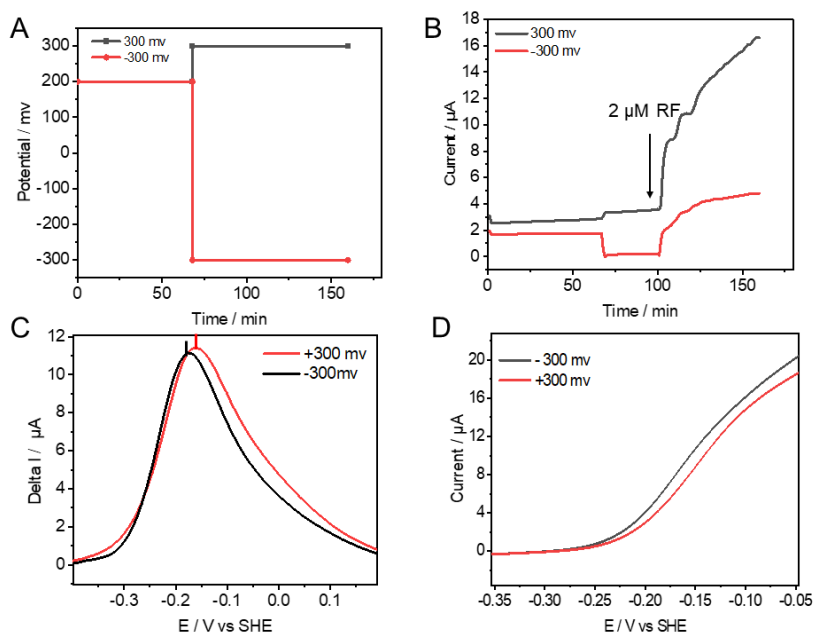 A
300 mv
-300 mv
300
200
100
0
100
-200
-300
Potential / mv
0
50
100
150
Time / min
B
300 mv
-300 mv
2 µM RF
18
16
14
12
10
8
6
4
2
0
Current / µA
0
50
100
150
Time / min
C
+300 mv
-300mv
12
10
8
6
4
2
0
Delta I / µA
-0.3
-0.2
-0.1
0.0
0.1
E / V vs SHE
D
- 300 mv
+300 mv
20
16
12
8
4
0
Current / µA
-0.35
-0.30
-0.25
-0.20
-0.15
-0.10
-0.05
E / V vs SHE